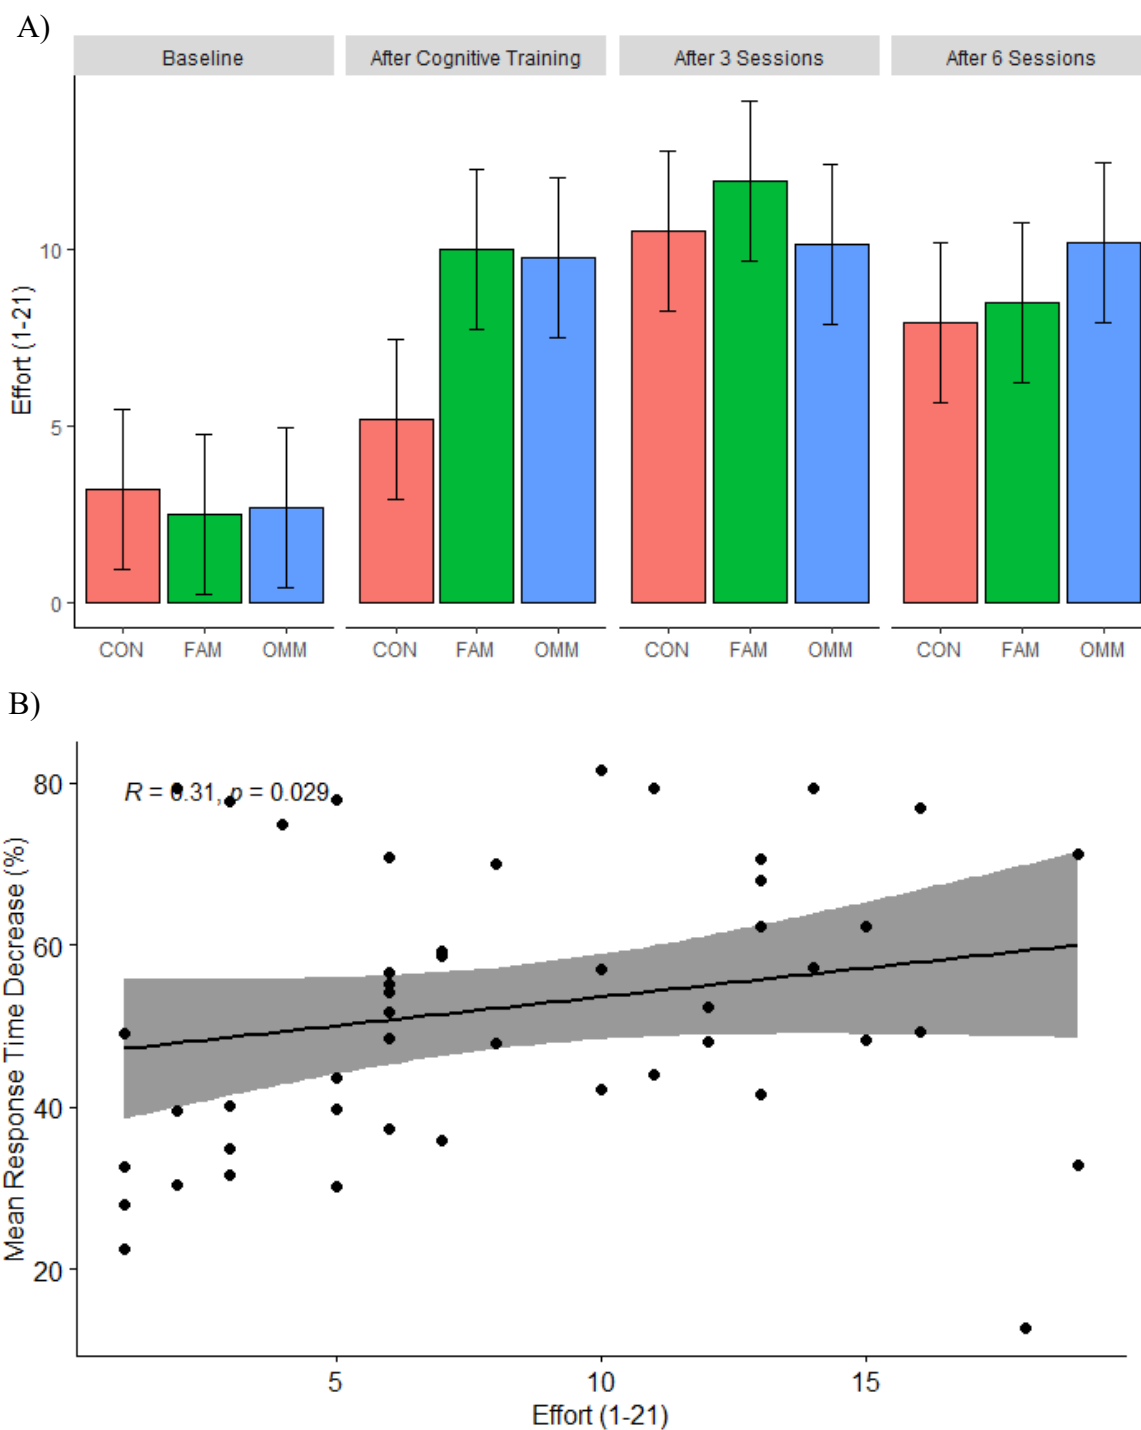 A)
Baseline After Cognitive Training After 3 Sessions After 6 Sessions
Effort (1-21)
10
5
0
CON FAM OMM CON FAM OMM CON FAM OMM CON FAM OMM
B)
Mean Response Time Decrease (%)
80
R = 0.31, p = 0.029
60
40
20
5 10 15
Effort (1-21)